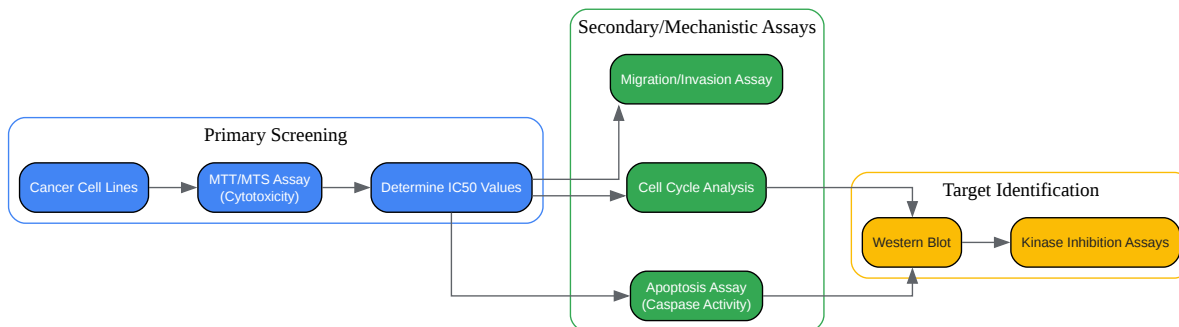 Primary Screening
Cancer Cell Lines
MTT/MTS Assay
(Cytotoxicity)
Determine IC50 Values
Secondary/Mechanistic Assays
Migration/Invasion Assay
Cell Cycle Analysis
Apoptosis Assay
(Caspase Activity)
Target Identification
Western Blot
Kinase Inhibition Assays